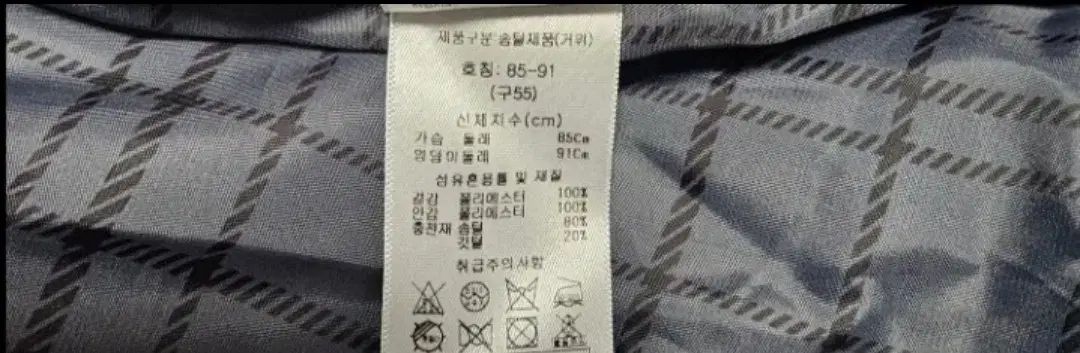 제품구분:솜털제품(거위)
호칭: 85-91
(구55)
신체치수(cm)
가슴 둘레 85Cm
엉덩이둘레 91Cm
섬유혼용률 및 재질
겉감 폴리에스터 100%
안감 폴리에스터 100%
충전재 솜털 80%
깃털 20%
취급주의사항